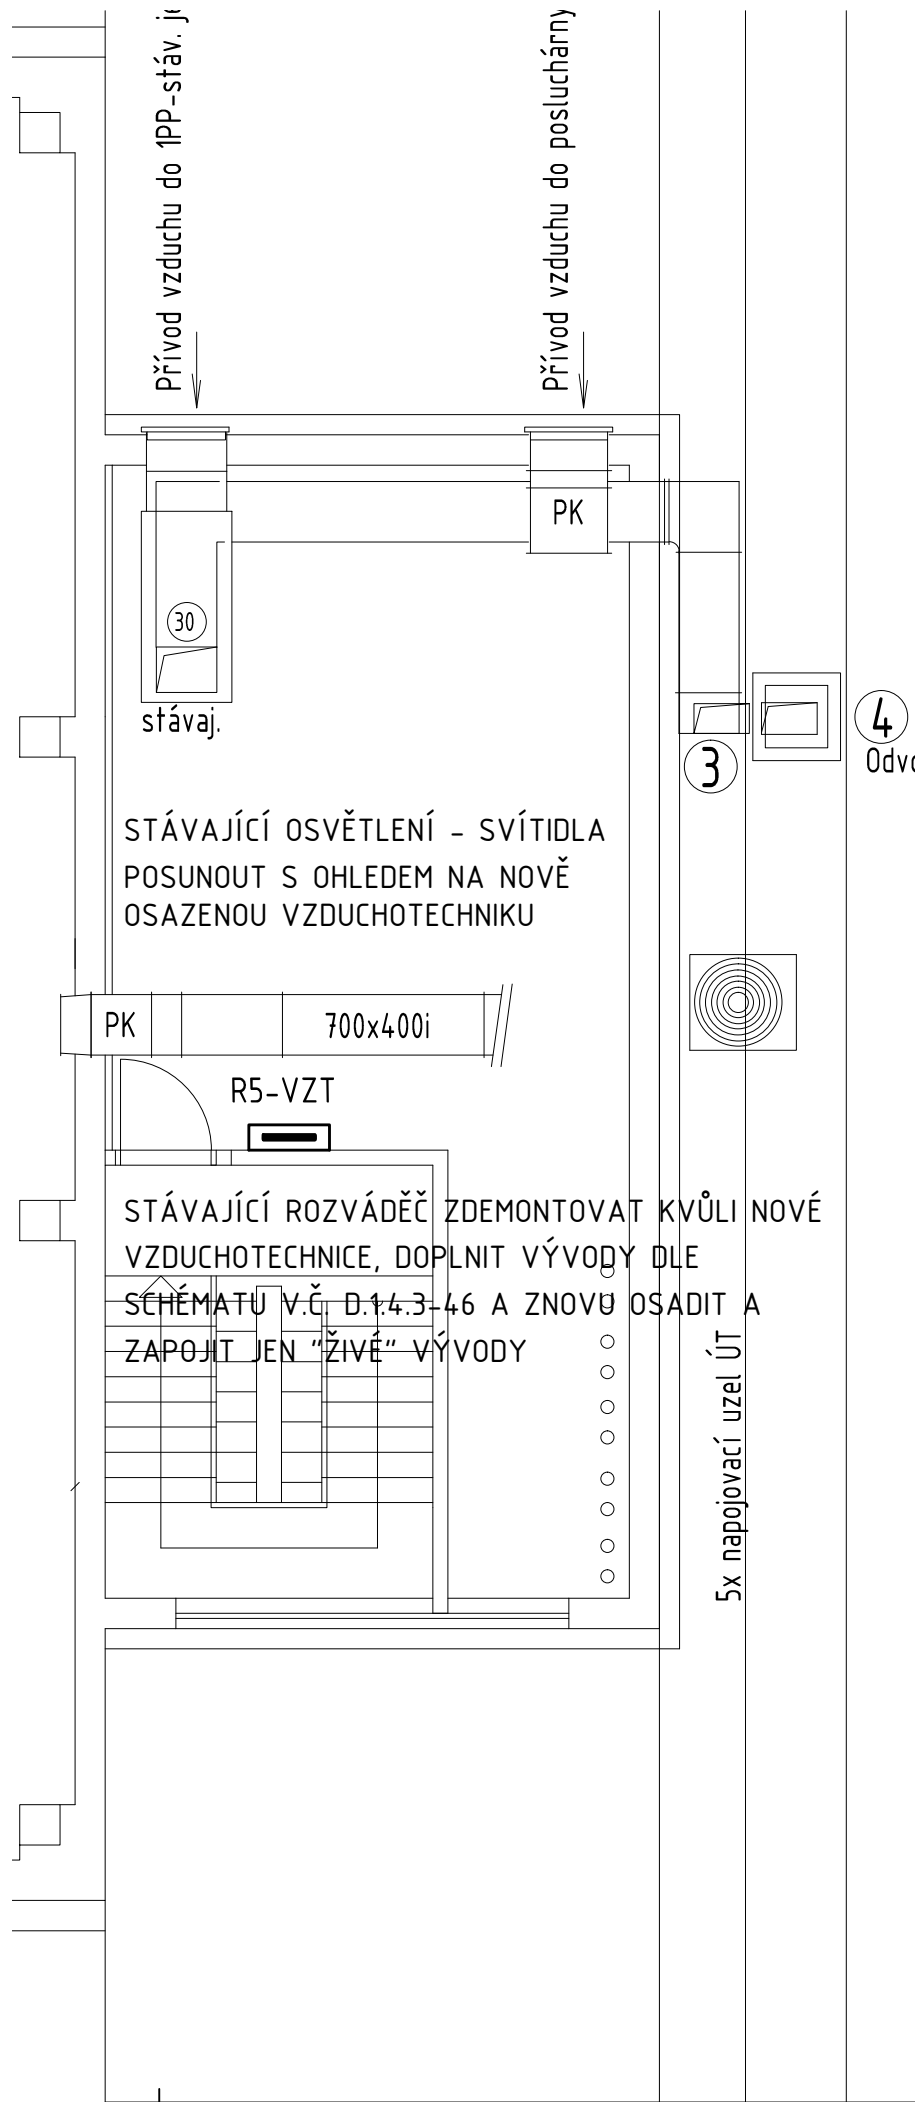 Přívod vzduchu do 1PP-stáv.
Přívod vzduchu do posluchárny
PK
30
stávaj.
4
3
STÁVAJÍCÍ OSVĚTLENÍ - SVÍTIDLA
POSUNOUT S OHLEDEM NA NOVĚ
OSAZENOU VZDUCHOTECHNIKU
PK
700x400i
R5-VZT
STÁVAJÍCÍ ROZVÁDĚČ ZDEMONTOVAT KVŮLI NOVÉ
VZDUCHOTECHNICE, DOPLNIT VÝVODY DLE
SCHÉMATU V.Č. D.1.4.3-46 A ZNOVU OSADIT A
ZAPOJIT JEN "ŽIVÉ" VÝVODY
5x napojovací uzel ÚT